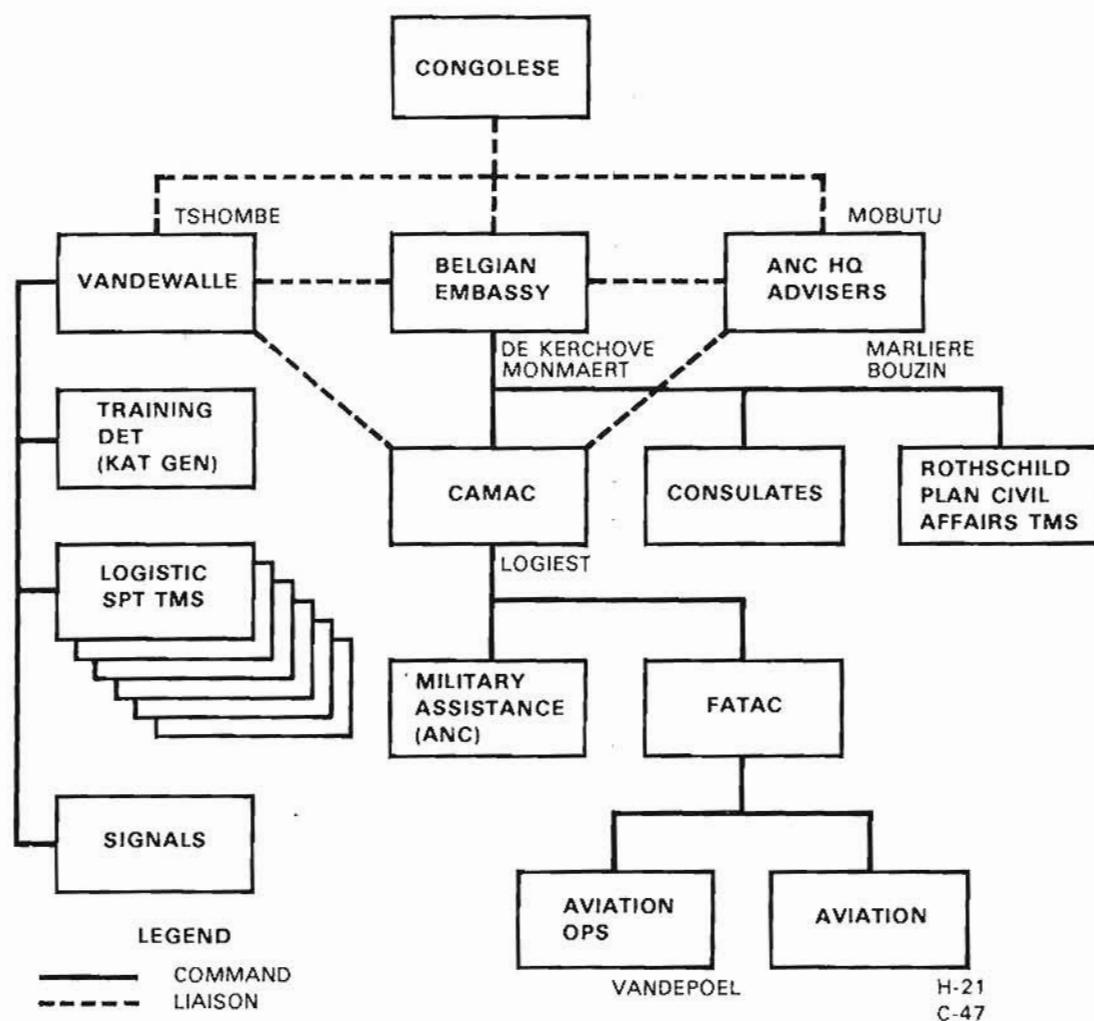 CONGOLESE
TSHOMBE
MOBUTU
VANDEWALLE
BELGIAN
EMBASSY
ANC HQ
ADVISERS
DE KERCHOVE
MONMAERT
MARLIERE
BOUZIN
TRAINING
DET
(KAT GEN)
CAMAC
CONSULATES
ROTHSCHILD
PLAN CIVIL
AFFAIRS TMS
LOGIEST
LOGISTIC
SPT TMS
MILITARY
ASSISTANCE
(ANC)
FATAC
SIGNALS
AVIATION
OPS
AVIATION
VANDEPOEL
H-21
C-47
LEGEND
COMMAND
LIAISON